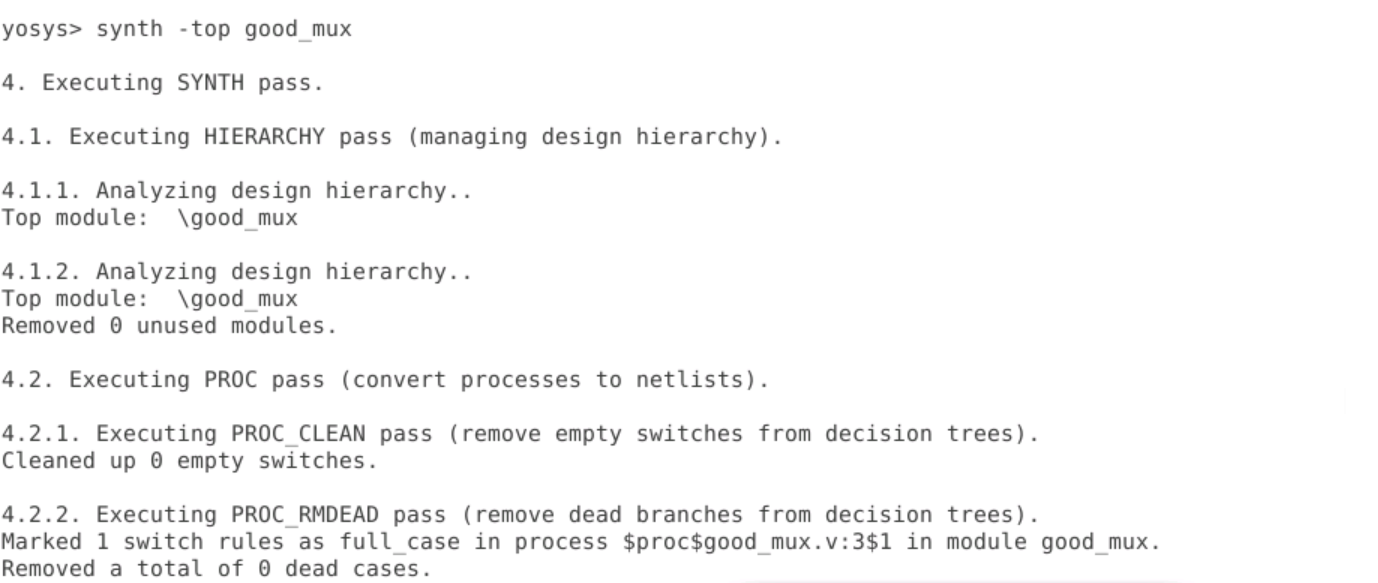 yosys> synth -top good_mux
4. Executing SYNTH pass.
4.1. Executing HIERARCHY pass (managing design hierarchy).
4.1.1. Analyzing design hierarchy..
Top module:  \good_mux
4.1.2. Analyzing design hierarchy..
Top module:  \good_mux
Removed 0 unused modules.
4.2. Executing PROC pass (convert processes to netlists).
4.2.1. Executing PROC_CLEAN pass (remove empty switches from decision trees).
Cleaned up 0 empty switches.
4.2.2. Executing PROC_RMDEAD pass (remove dead branches from decision trees).
Marked 1 switch rules as full_case in process $proc$good_mux.v:3$1 in module good_mux.
Removed a total of 0 dead cases.